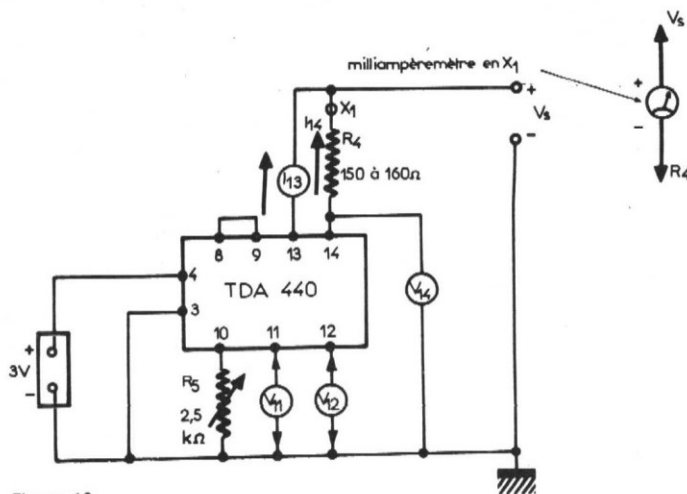 Vs
milliampèremètre en X1
+
+
X1
Vs
I14
R4
-
-
150 à 160Ω
I13
R4
8
9
13
14
4
TDA 440
V14
3
+
10
11
12
3V
-
R5
V11
V12
2,5
kΩ